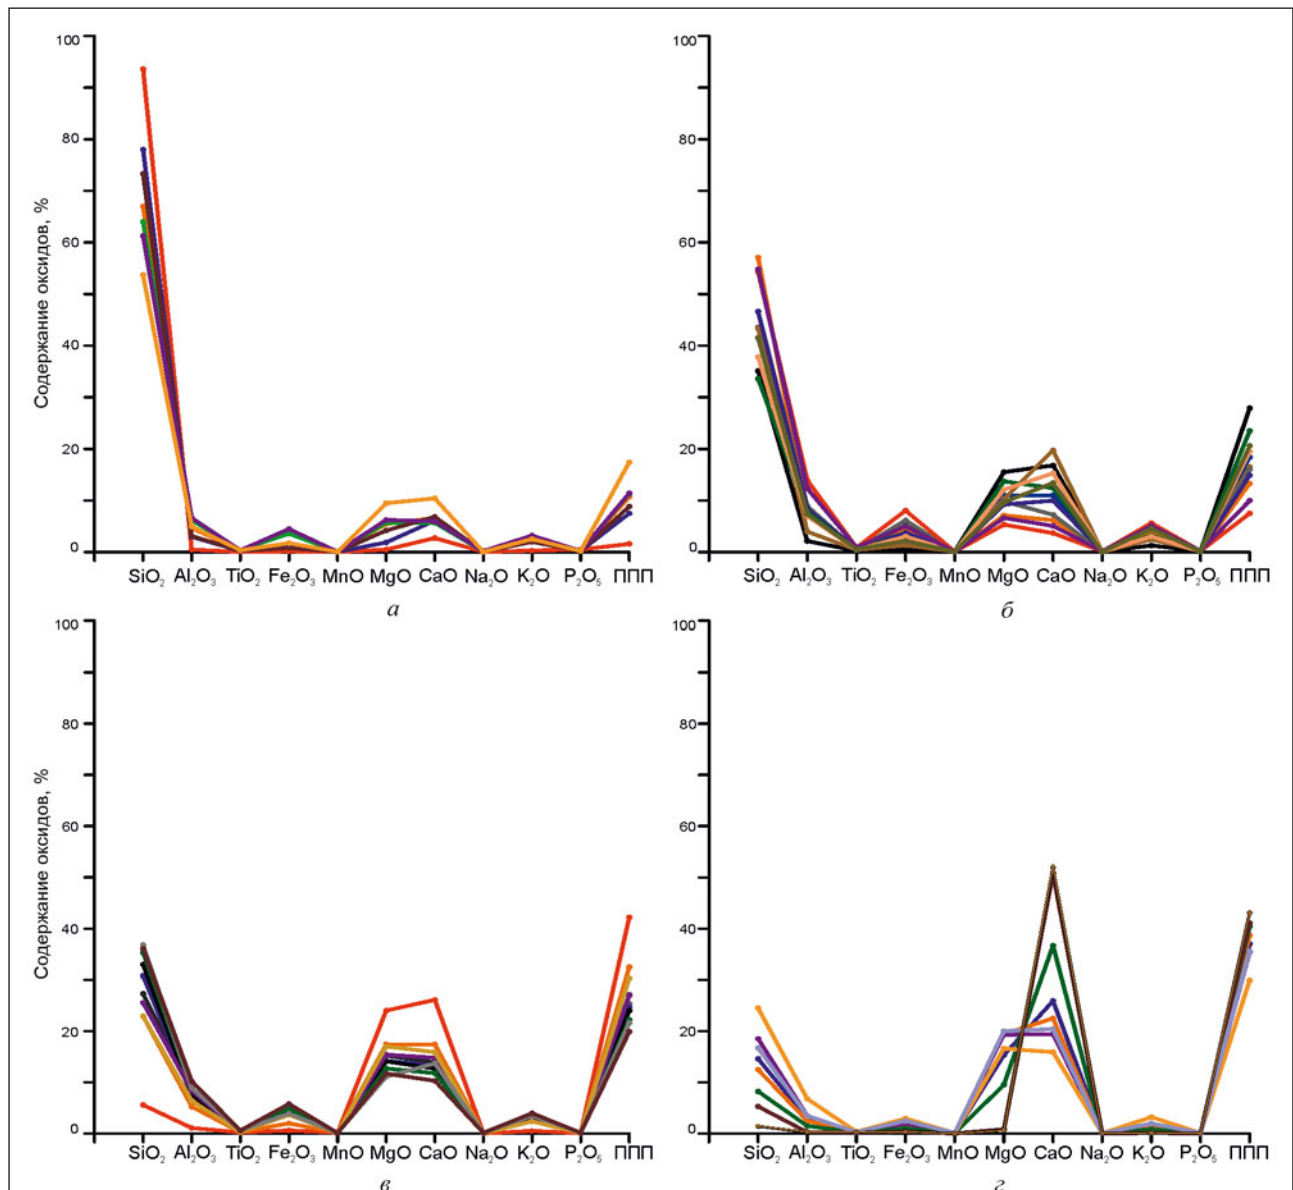 100
80
60
40
20
0
Содержание оксидов, %
SiO₂ Al₂O₃ TiO₂ Fe₂O₃ MnO MgO CaO Na₂O K₂O P₂O₅ ППП
а
100
80
60
40
20
0
SiO₂ Al₂O₃ TiO₂ Fe₂O₃ MnO MgO CaO Na₂O K₂O P₂O₅ ППП
б
100
80
60
40
20
0
Содержание оксидов, %
SiO₂ Al₂O₃ TiO₂ Fe₂O₃ MnO MgO CaO Na₂O K₂O P₂O₅ ППП
в
100
80
60
40
20
0
SiO₂ Al₂O₃ TiO₂ Fe₂O₃ MnO MgO CaO Na₂O K₂O P₂O₅ ППП
г